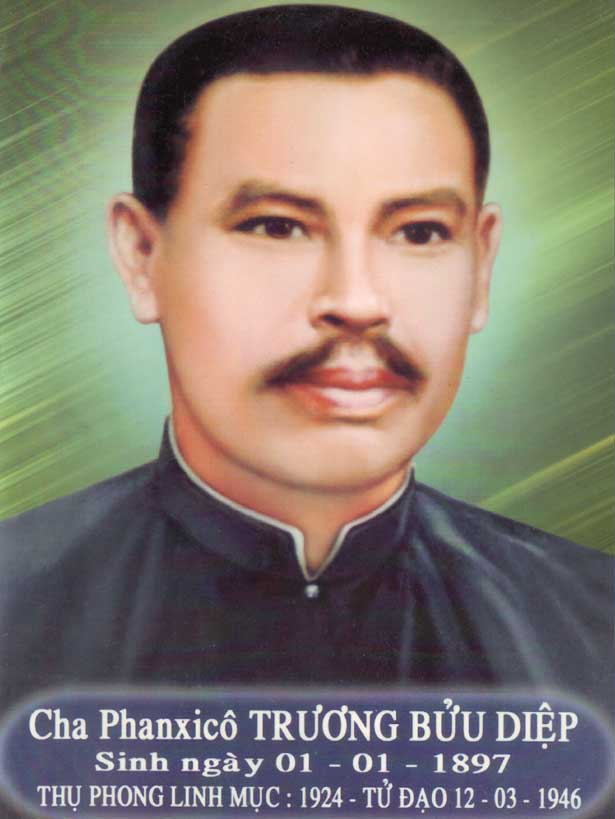 Cha Phanxicô TRƯƠNG BỬU DIỆP
Sinh ngày 01 - 01 - 1897
THỤ PHONG LINH MỤC : 1924 - TỬ ĐẠO 12 - 03 - 1946